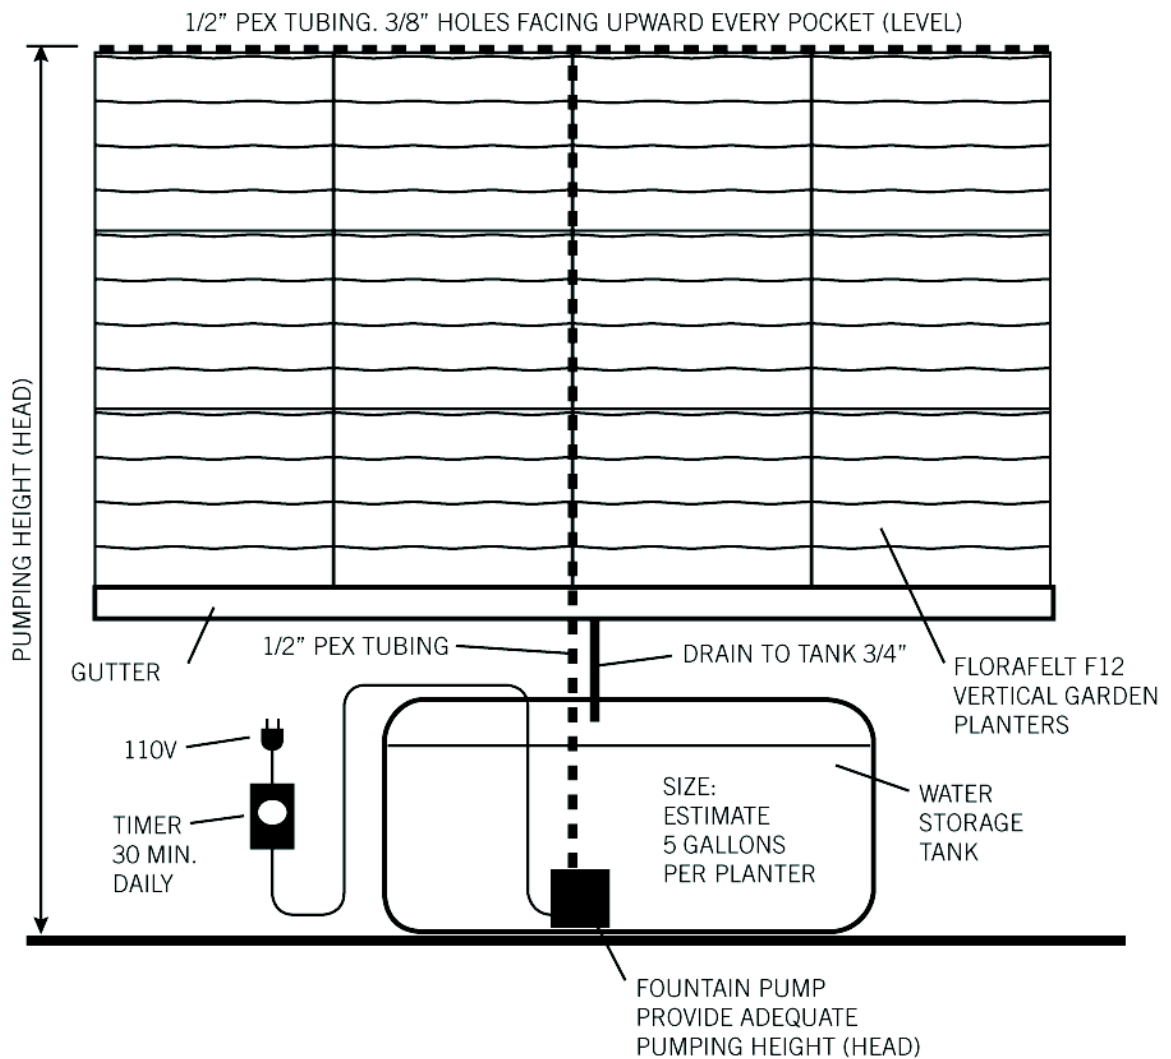 1/2” PEX TUBING. 3/8” HOLES FACING UPWARD EVERY POCKET (LEVEL)
PUMPING HEIGHT (HEAD)
GUTTER
1/2” PEX TUBING
DRAIN TO TANK 3/4”
FLORAFELT F12
VERTICAL GARDEN
PLANTERS
110V
TIMER
30 MIN.
DAILY
SIZE:
ESTIMATE
5 GALLONS
PER PLANTER
WATER
STORAGE
TANK
FOUNTAIN PUMP
PROVIDE ADEQUATE
PUMPING HEIGHT (HEAD)